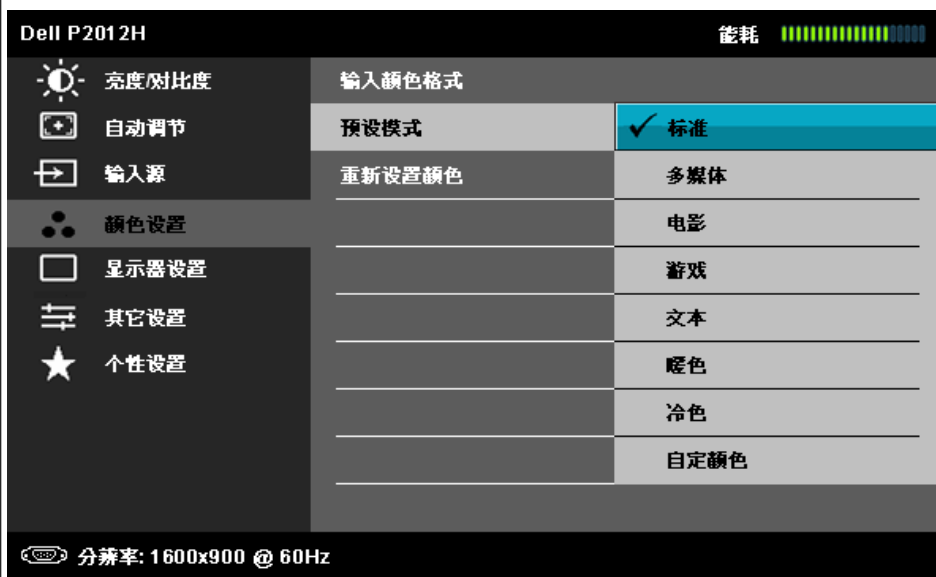 Dell P2012H 能耗
亮度/对比度
自动调节
输入源
颜色设置
显示器设置
其它设置
个性设置
输入颜色格式
预设模式
重新设置颜色
标准
多媒体
电影
游戏
文本
暖色
冷色
自定颜色
分辨率: 1600x900 @ 60Hz